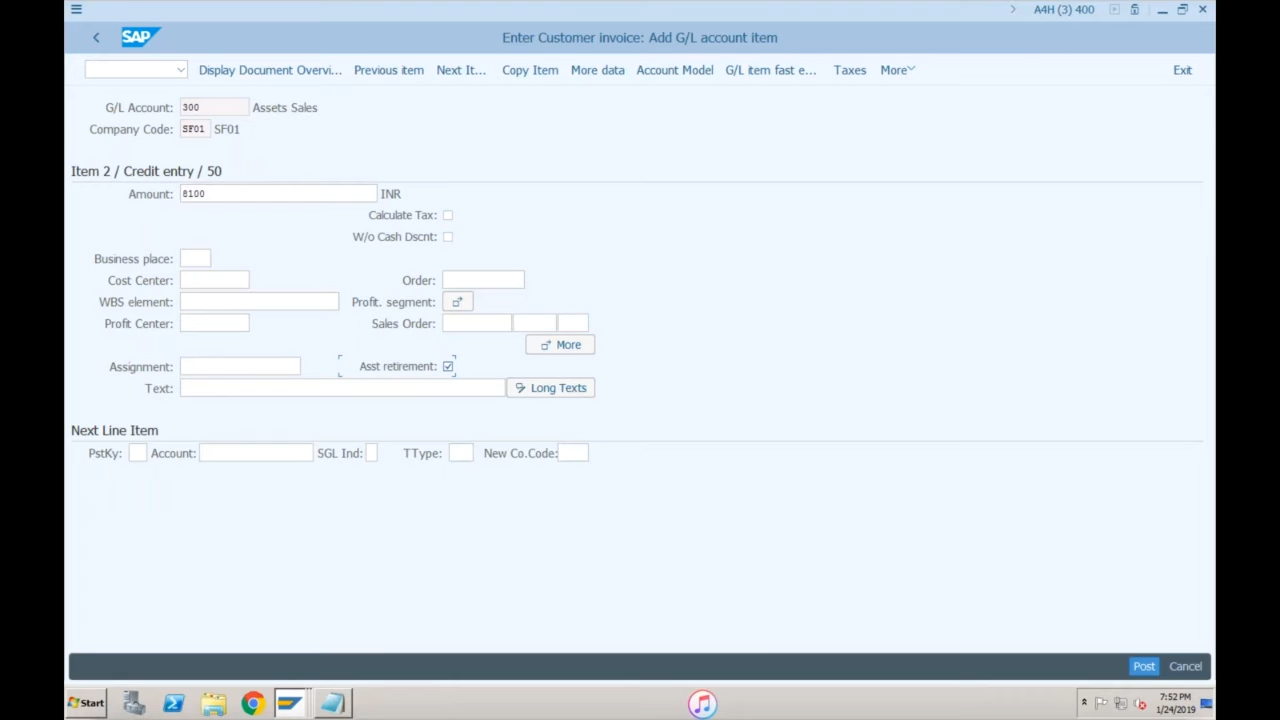 A4H (3) 400
SAP Enter Customer invoice: Add G/L account item
Display Document Overvi... Previous item Next It... Copy Item More data Account Model G/L item fast e... Taxes More Exit
G/L Account: 300 Assets Sales
Company Code: SF01 SF01
Item 2 / Credit entry / 50
Amount: 8100 INR
Calculate Tax:
W/o Cash Dscnt:
Business place:
Cost Center: Order:
WBS element: Profit. segment:
Profit Center: Sales Order:
More
Assignment: Asst retirement:
Text: Long Texts
Next Line Item
PstKy: Account: SGL Ind: TType: New Co.Code:
Post Cancel
Start 7:52 PM
1/24/2019